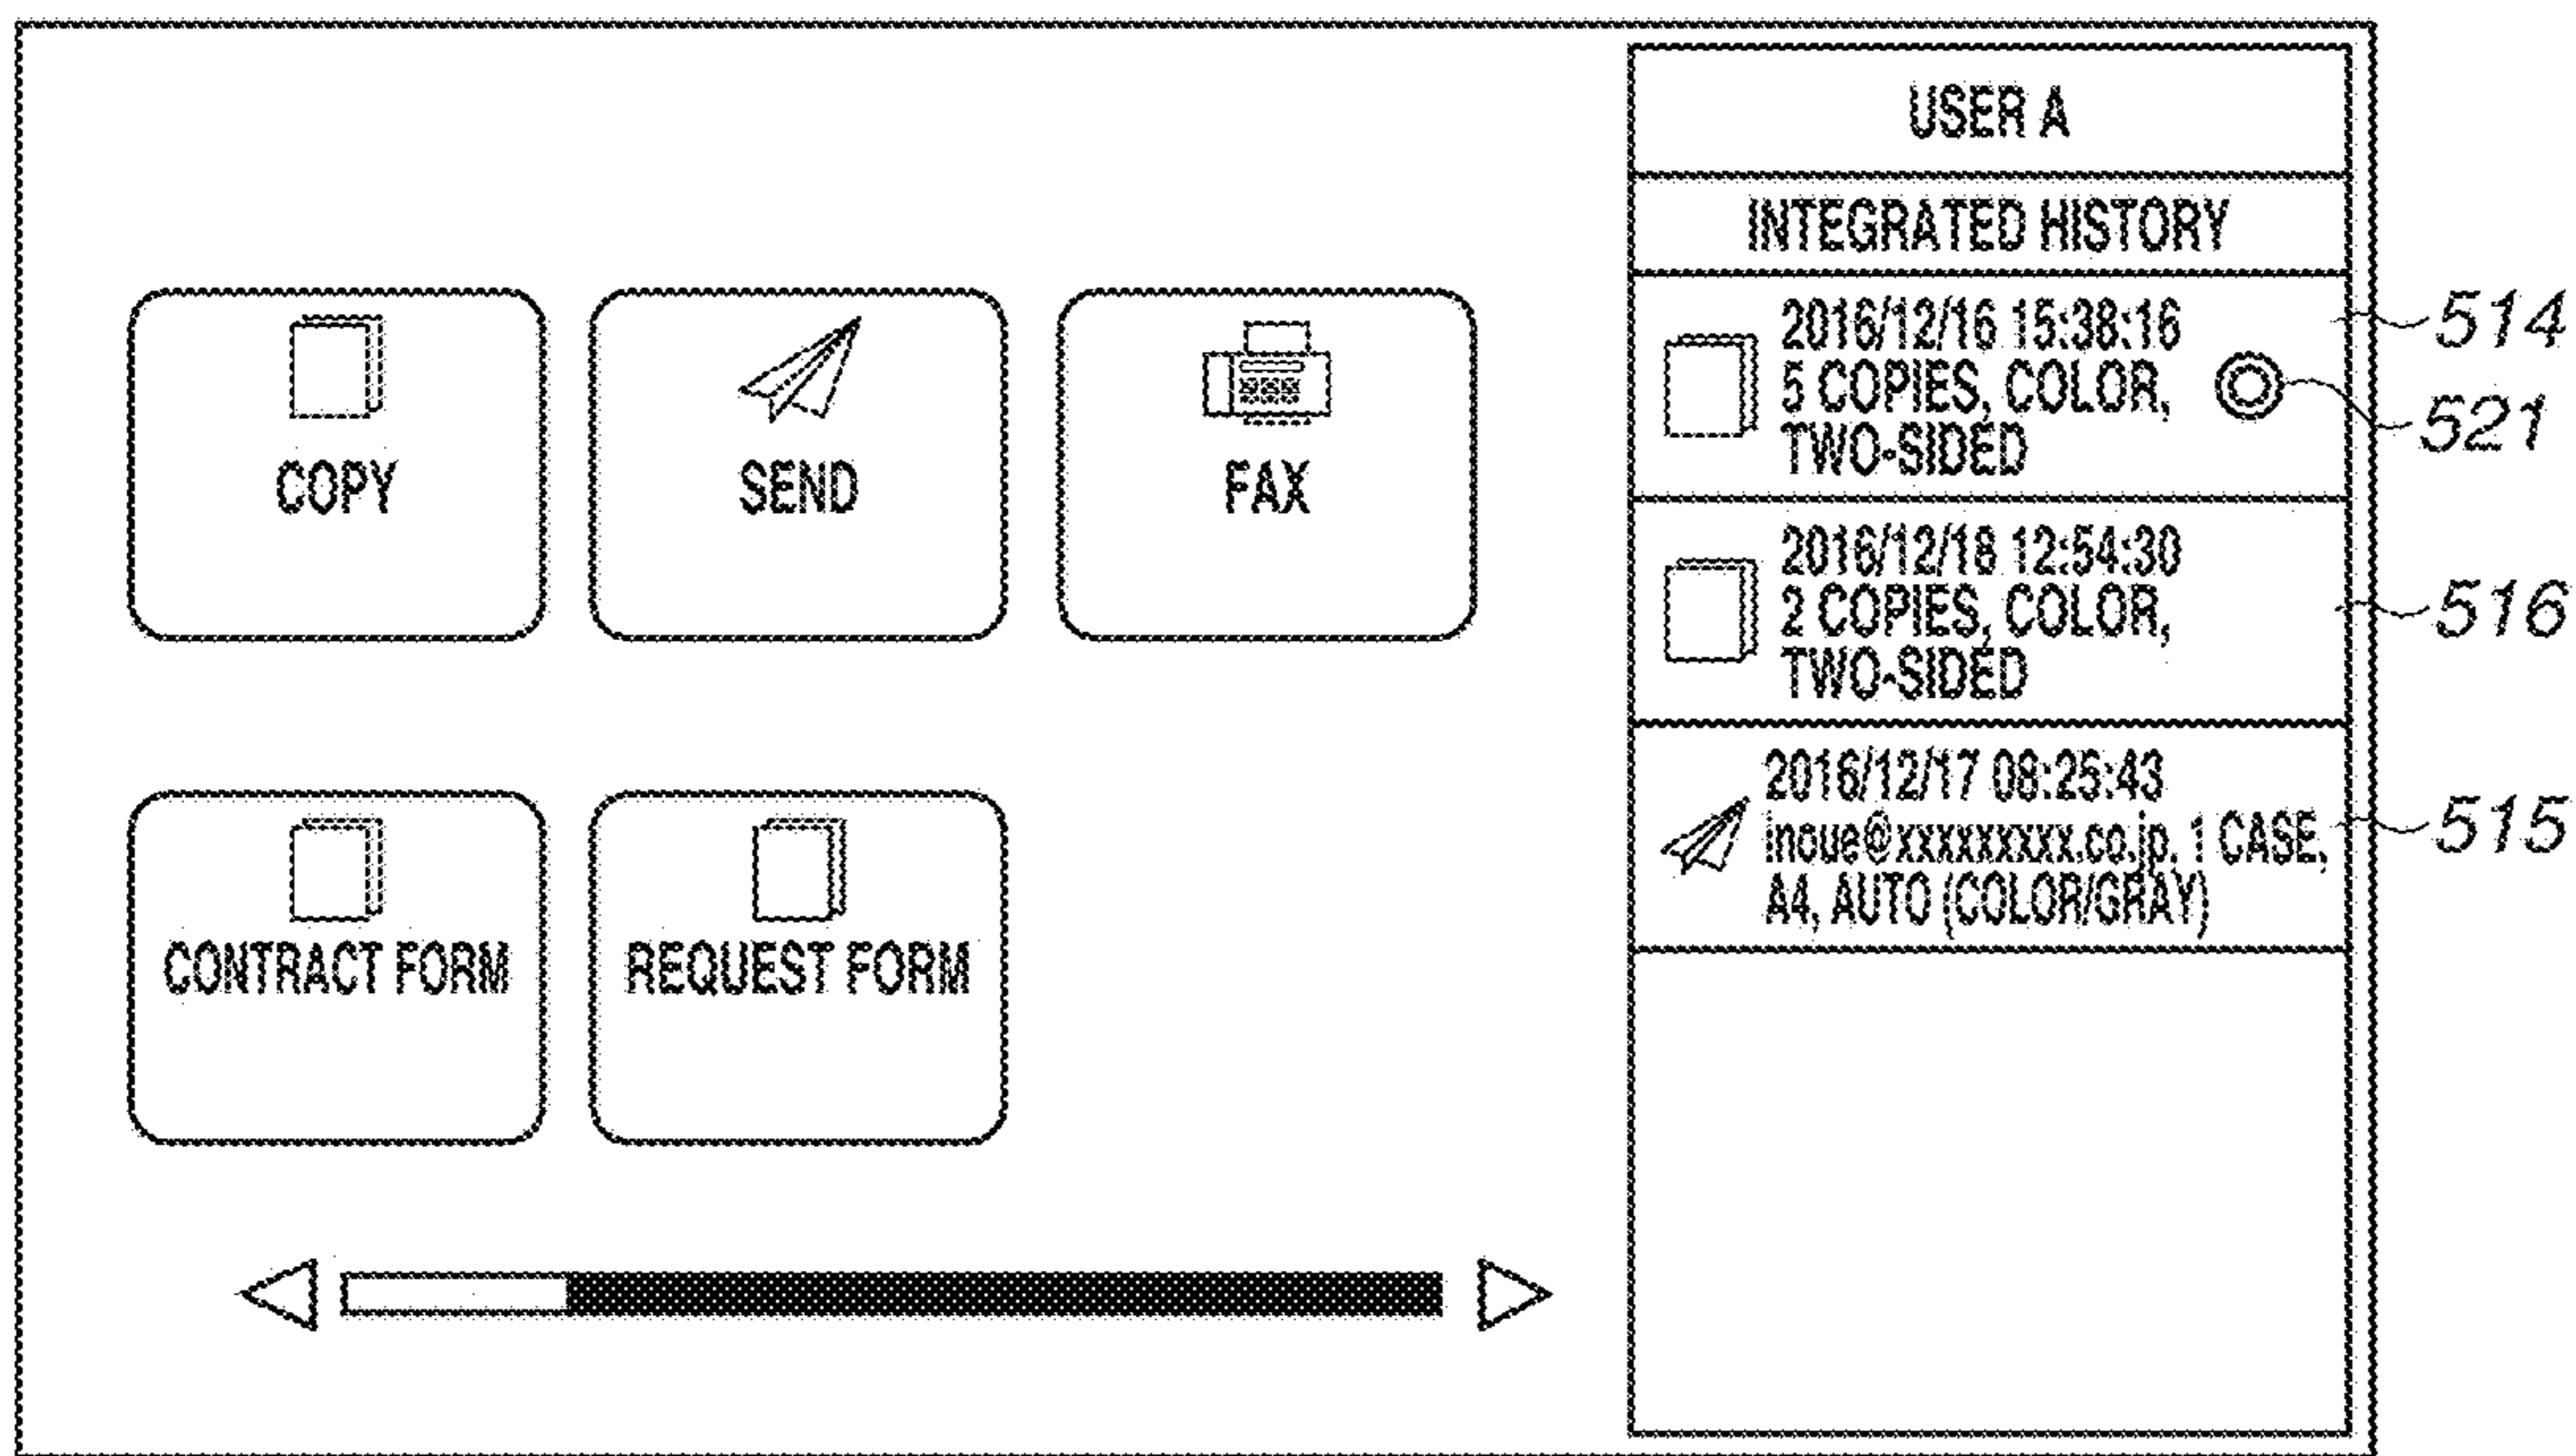 COPY
SEND
FAX
CONTRACT FORM
REQUEST FORM
USER A
INTEGRATED HISTORY
2016/12/16 15:38:16
5 COPIES, COLOR,
TWO-SIDED
514
521
2016/12/18 12:54:30
2 COPIES, COLOR,
TWO-SIDED
516
2016/12/17 08:25:43
inoue@xxxxxxxxx.co.jp, 1 CASE,
A4, AUTO (COLOR/GRAY)
515